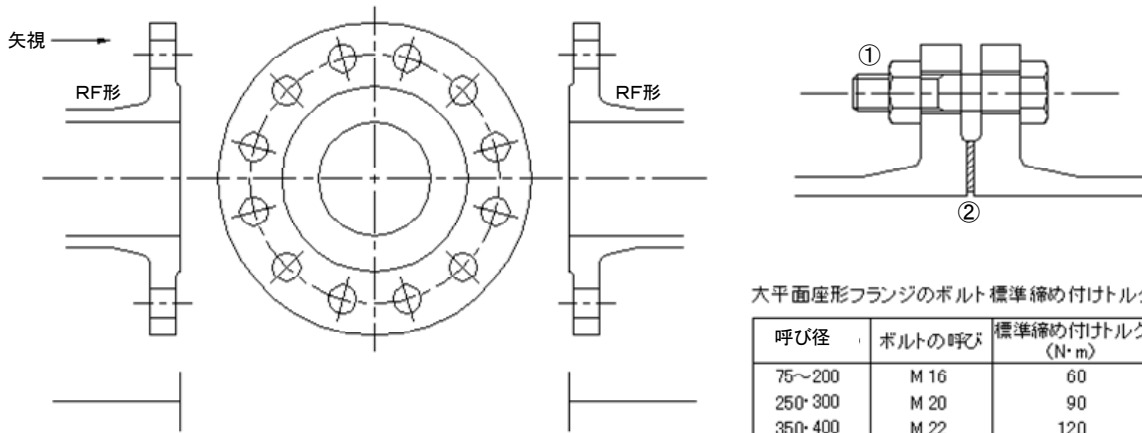 矢視
RF形
RF形
①
②
大平面座形フランジのボルト標準締め付けトルク
呼び径 ボルトの呼び 標準締め付けトルク
(N・m)
75〜200 M 16 60
250・300 M 20 90
350・400 M 22 120